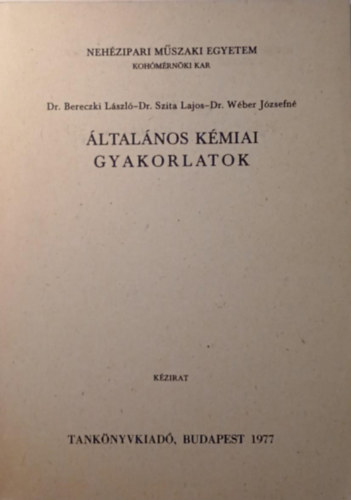 NEHÉZIPARI MŰSZAKI EGYETEM
KOHÓMÉRNÖKI KAR
Dr. Bereczki László–Dr. Szita Lajos–Dr. Wéber Józsefné
ÁLTALÁNOS KÉMIAI
GYAKORLATOK
KÉZIRAT
TANKÖNYVKIADÓ, BUDAPEST 1977